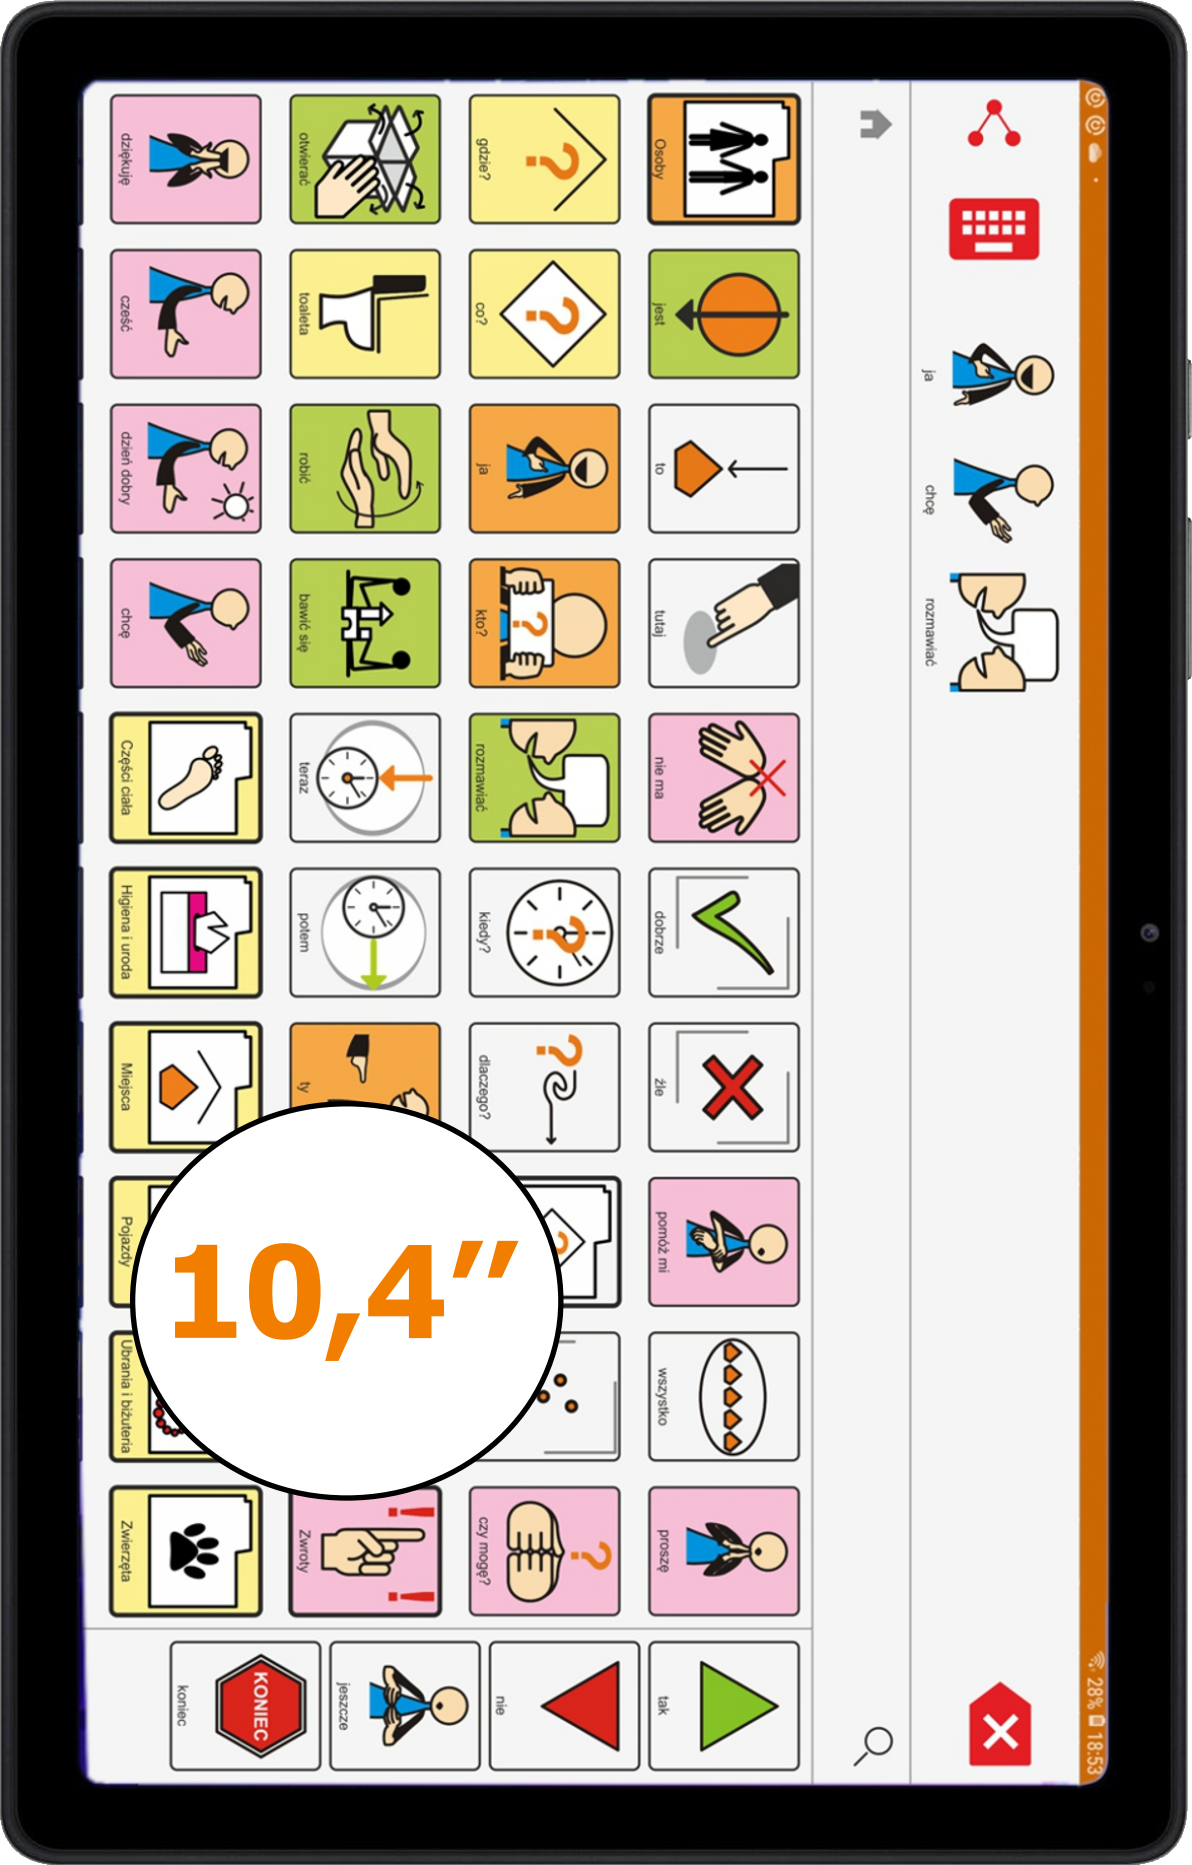 28% 18:53
ja chcę rozmawiać
Osoby jest to tutaj nie ma dobrze źle pomóż mi wszystko proszę tak
gdzie? co? ja kto? rozmawiać kiedy? dlaczego? czy mogę? nie
otwierać toaleta robić bawić się teraz potem ty Zwroty jeszcze
dziękuję cześć dzień dobry chcę Części ciała Higiena i uroda Miejsca Pojazdy Ubrania i biżuteria Zwierzęta koniec
KONIEC
10,4”